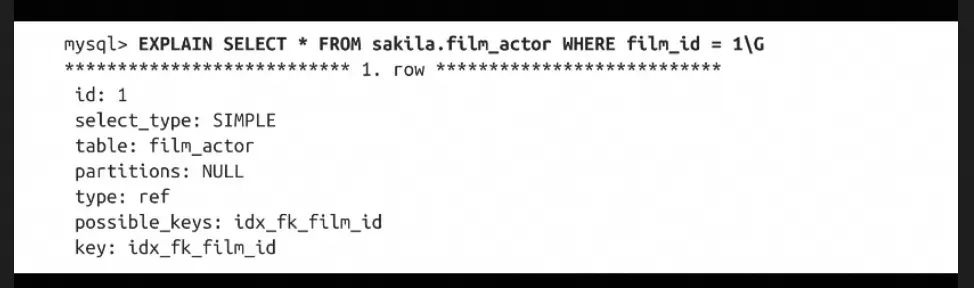 mysql> EXPLAIN SELECT * FROM sakila.film_actor WHERE film_id = 1\G
*************************** 1. row ***************************
id: 1
select_type: SIMPLE
table: film_actor
partitions: NULL
type: ref
possible_keys: idx_fk_film_id
key: idx_fk_film_id